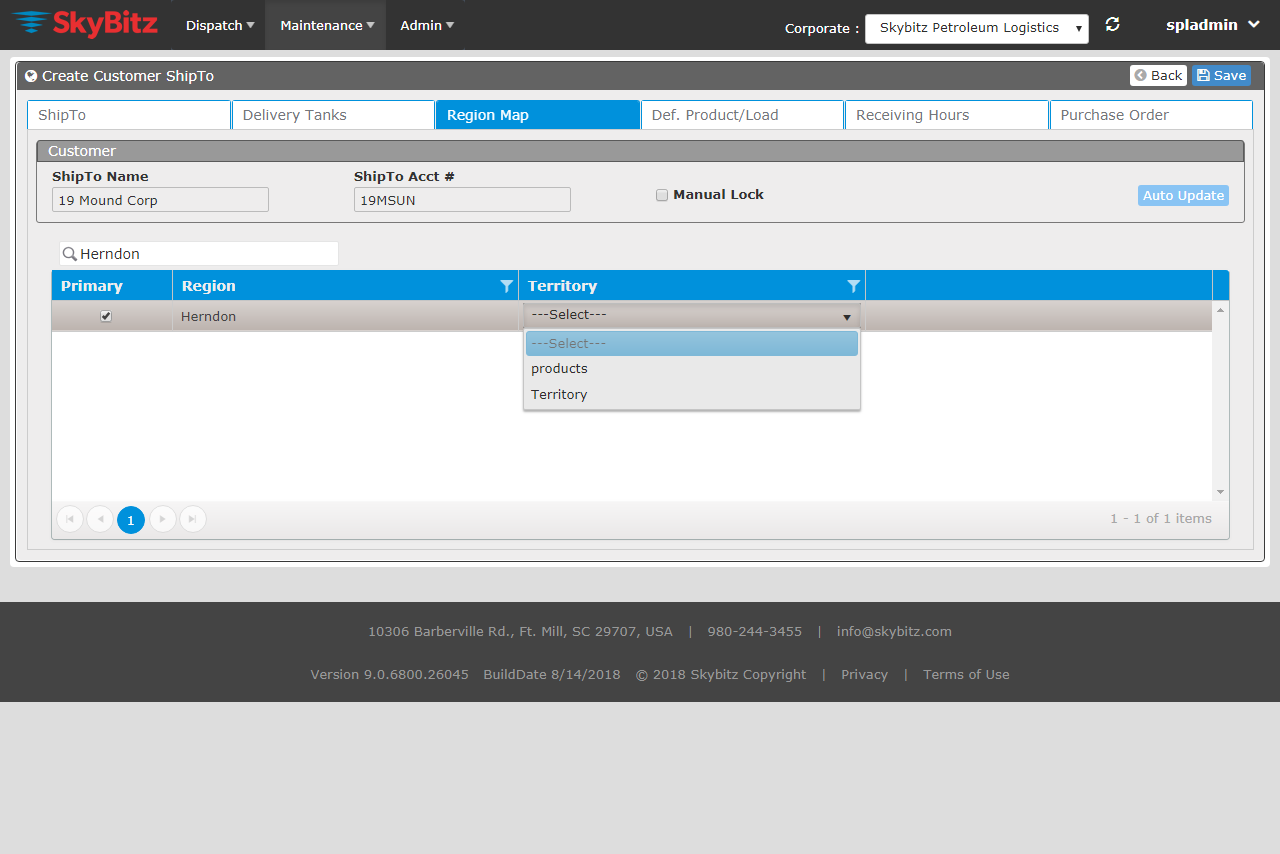 SkyBitz Dispatch Maintenance Admin Corporate : Skybitz Petroleum Logistics spladmin
Create Customer ShipTo Back Save
ShipTo Delivery Tanks Region Map Def. Product/Load Receiving Hours Purchase Order
Customer
ShipTo Name ShipTo Acct #
19 Mound Corp 19MSUN Manual Lock Auto Update
Herndon
Primary Region Territory
Herndon ---Select---
---Select---
products
Territory
1 1 - 1 of 1 items
10306 Barberville Rd., Ft. Mill, SC 29707, USA | 980-244-3455 | info@skybitz.com
Version 9.0.6800.26045 BuildDate 8/14/2018 © 2018 Skybitz Copyright | Privacy | Terms of Use